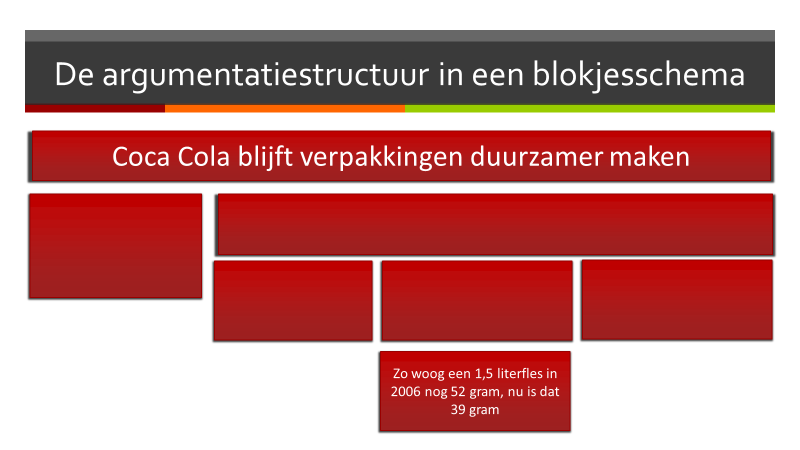 De argumentatiestructuur in een blokjesschema
Coca Cola blijft verpakkingen duurzamer maken
Zo woog een 1,5 literfles in
2006 nog 52 gram, nu is dat
39 gram